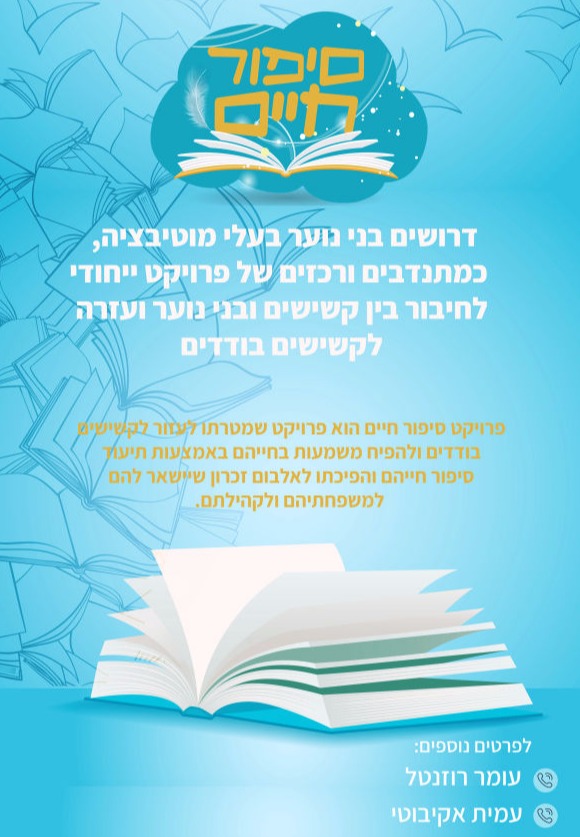 סיפור
חיים
דרושים בני נוער בעלי מוטיבציה,
כמתנדבים ורכזים של פרויקט ייחודי
לחיבור בין קשישים ובני נוער ועזרה
לקשישים בודדים
פרויקט סיפור חיים הוא פרויקט שמטרתו לעזור לקשישים
בודדים ולהפיח משמעות בחייהם באמצעות תיעוד
סיפור חייהם והפיכתו לאלבום זכרון שיישאר להם
למשפחתיהם ולקהילתם.
לפרטים נוספים:
עומר רוזנטל
עמית אקיבוטי